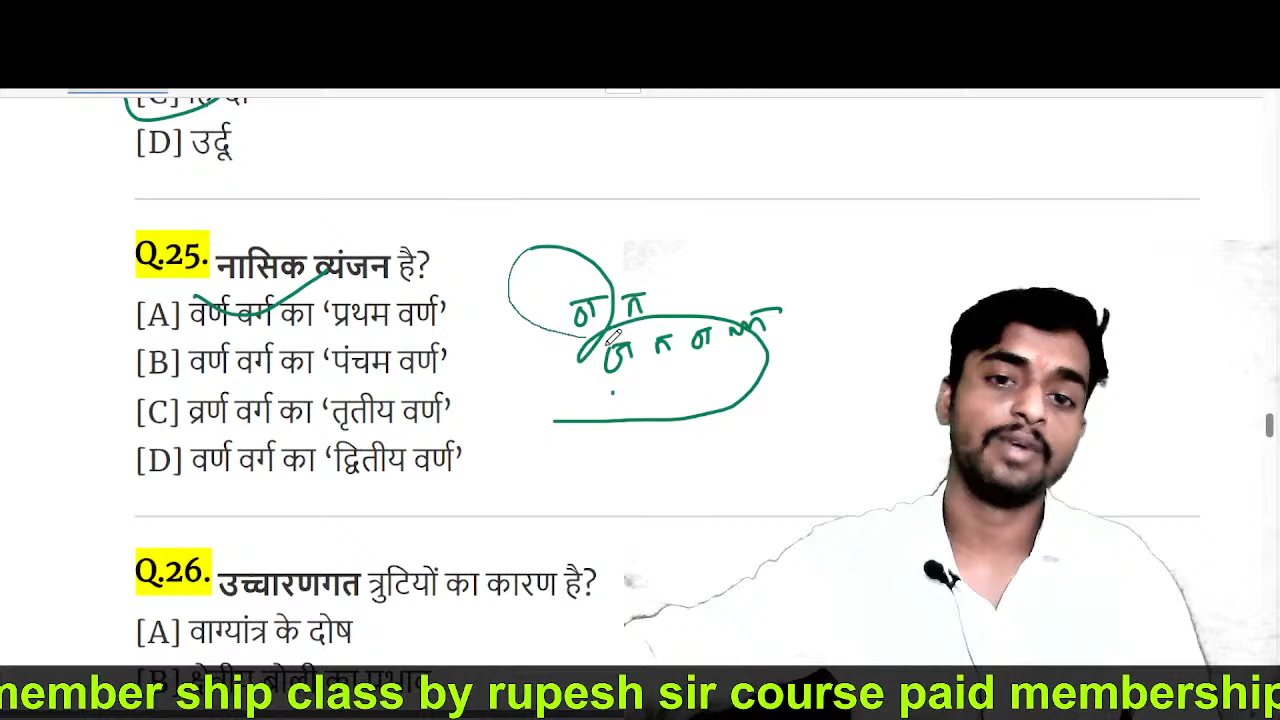 [D] उर्दू
Q.25. नासिक व्यंजन है?
[A] वर्ण वर्ग का ‘प्रथम वर्ण’
[B] वर्ण वर्ग का ‘पंचम वर्ण’
[C] व्रर्ण वर्ग का ‘तृतीय वर्ण’
[D] वर्ण वर्ग का ‘द्वितीय वर्ण’
Q.26. उच्चारणगत त्रुटियों का कारण है?
[A] वाग्यांत्र के दोष
[B] क्षेत्रीय बोली का प्रभाव
member ship class by rupesh sir course paid membership